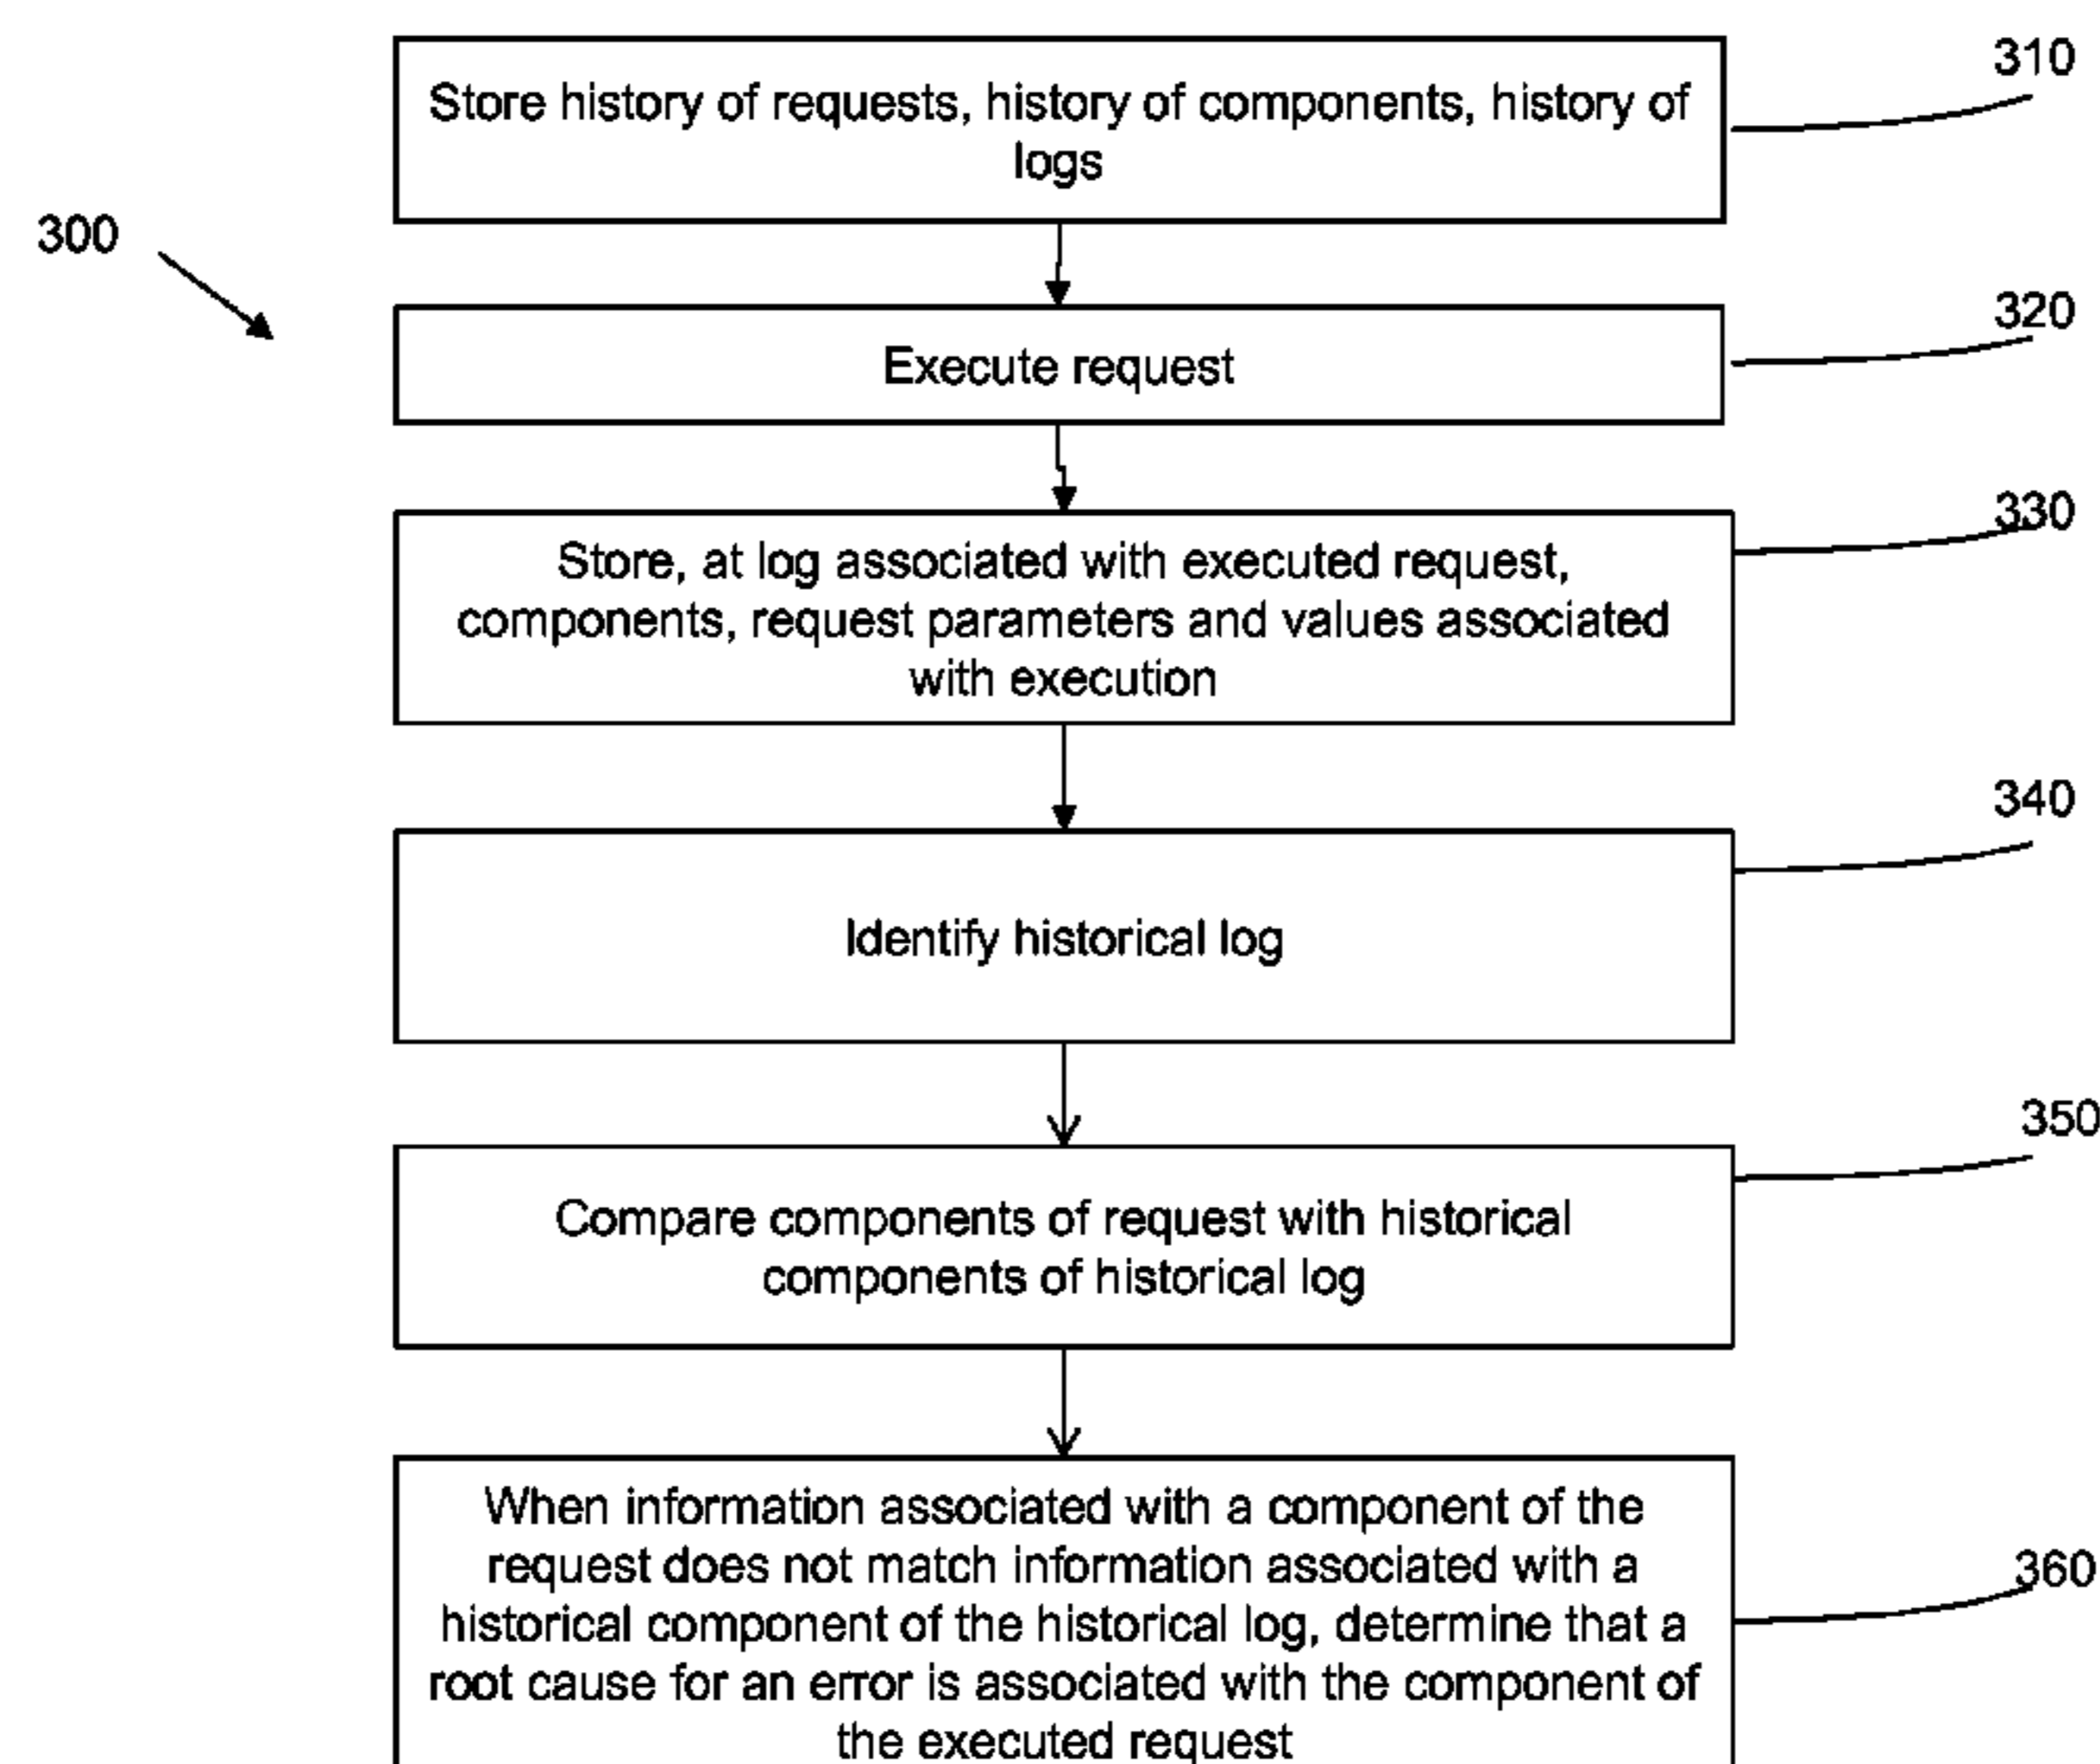 310
Store history of requests, history of components, history of
logs
300
320
Execute request
330
Store, at log associated with executed request,
components, request parameters and values associated
with execution
340
Identify historical log
350
Compare components of request with historical
components of historical log
When information associated with a component of the
request does not match information associated with a
360
historical component of the historical log, determine that a
root cause for an error is associated with the component of
the executed request